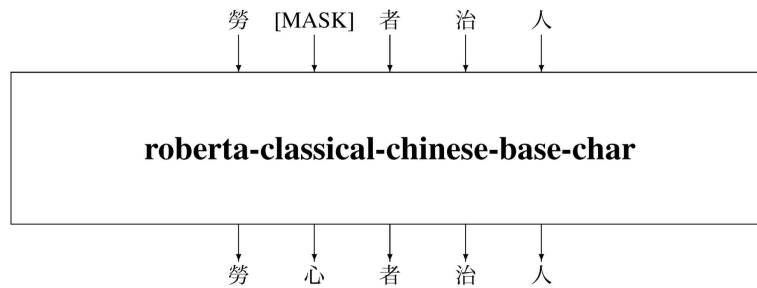 勞 [MASK] 者 治 人
roberta-classical-chinese-base-char
勞 心 者 治 人